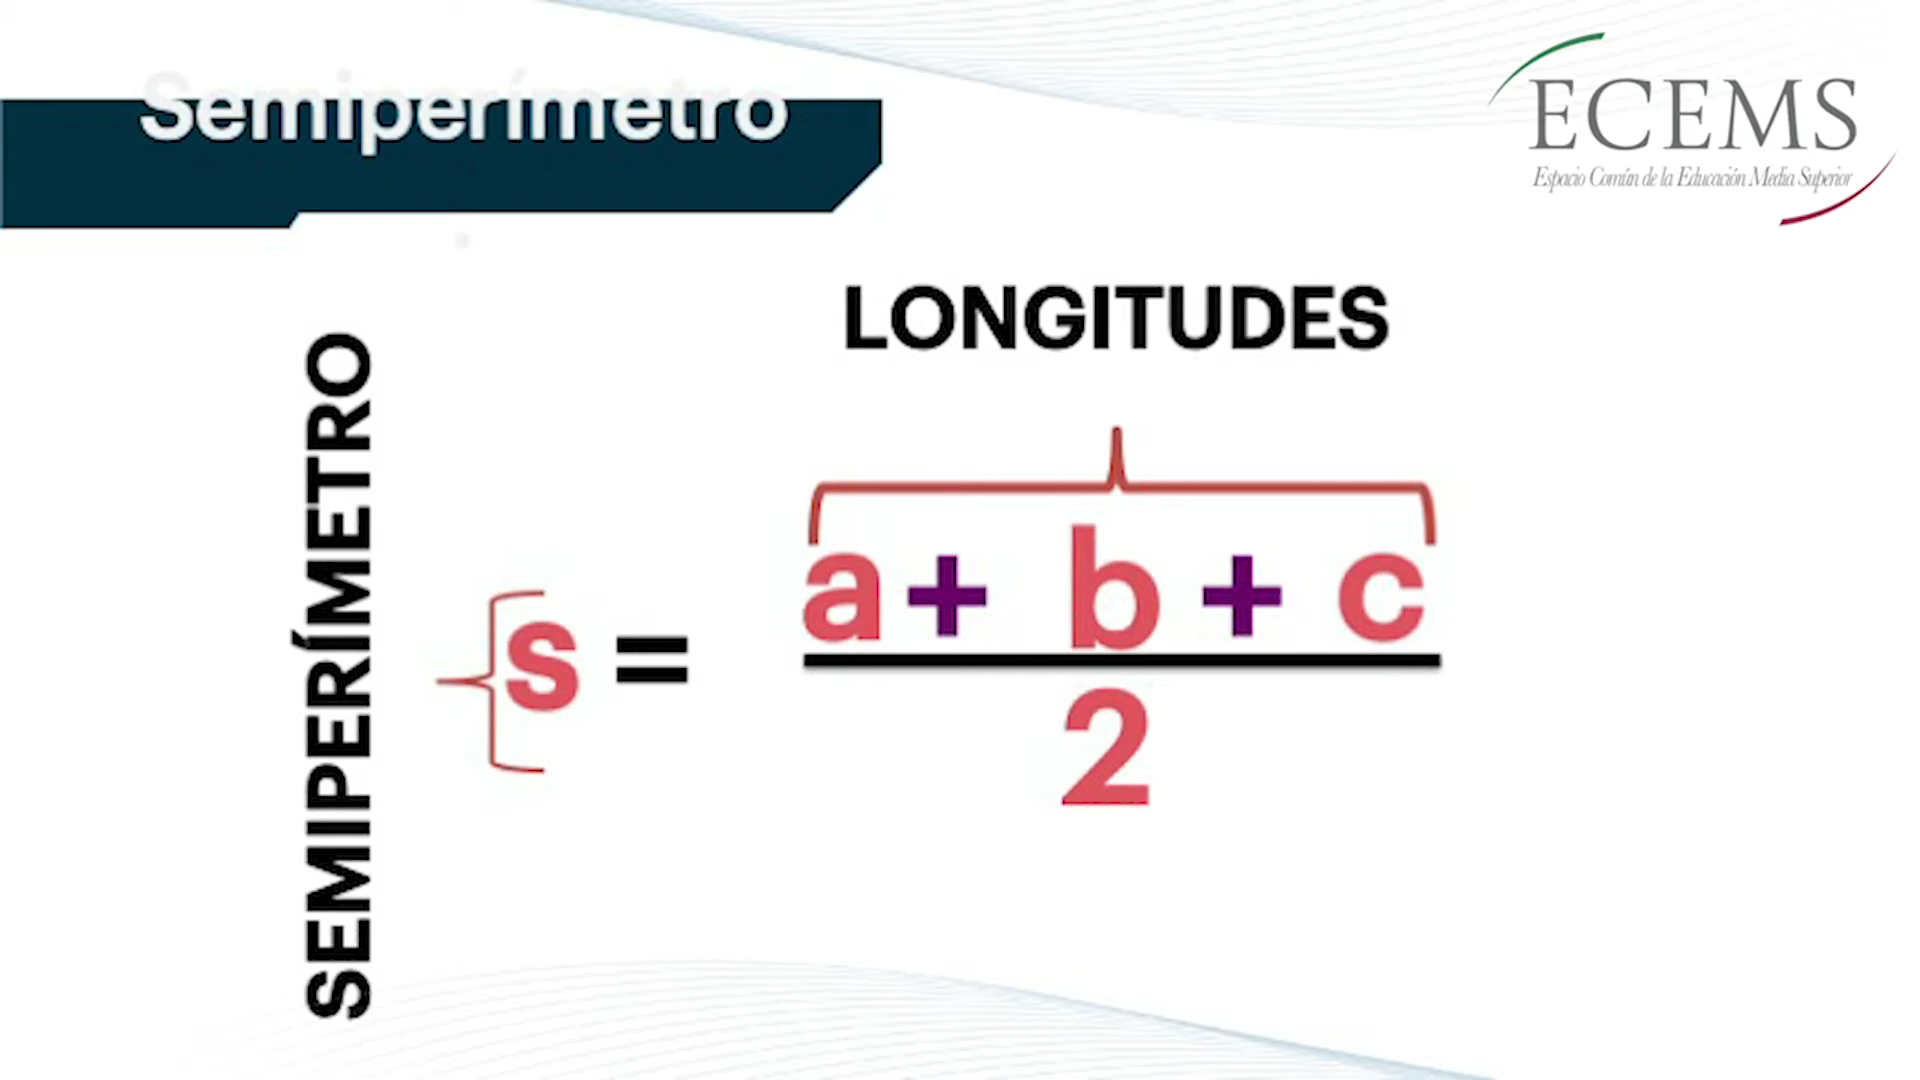 Semiperímetro
ECEMS
Espacio Común de la Educación Media Superior
LONGITUDES
SEMIPERÍMETRO
s =
a + b + c
2